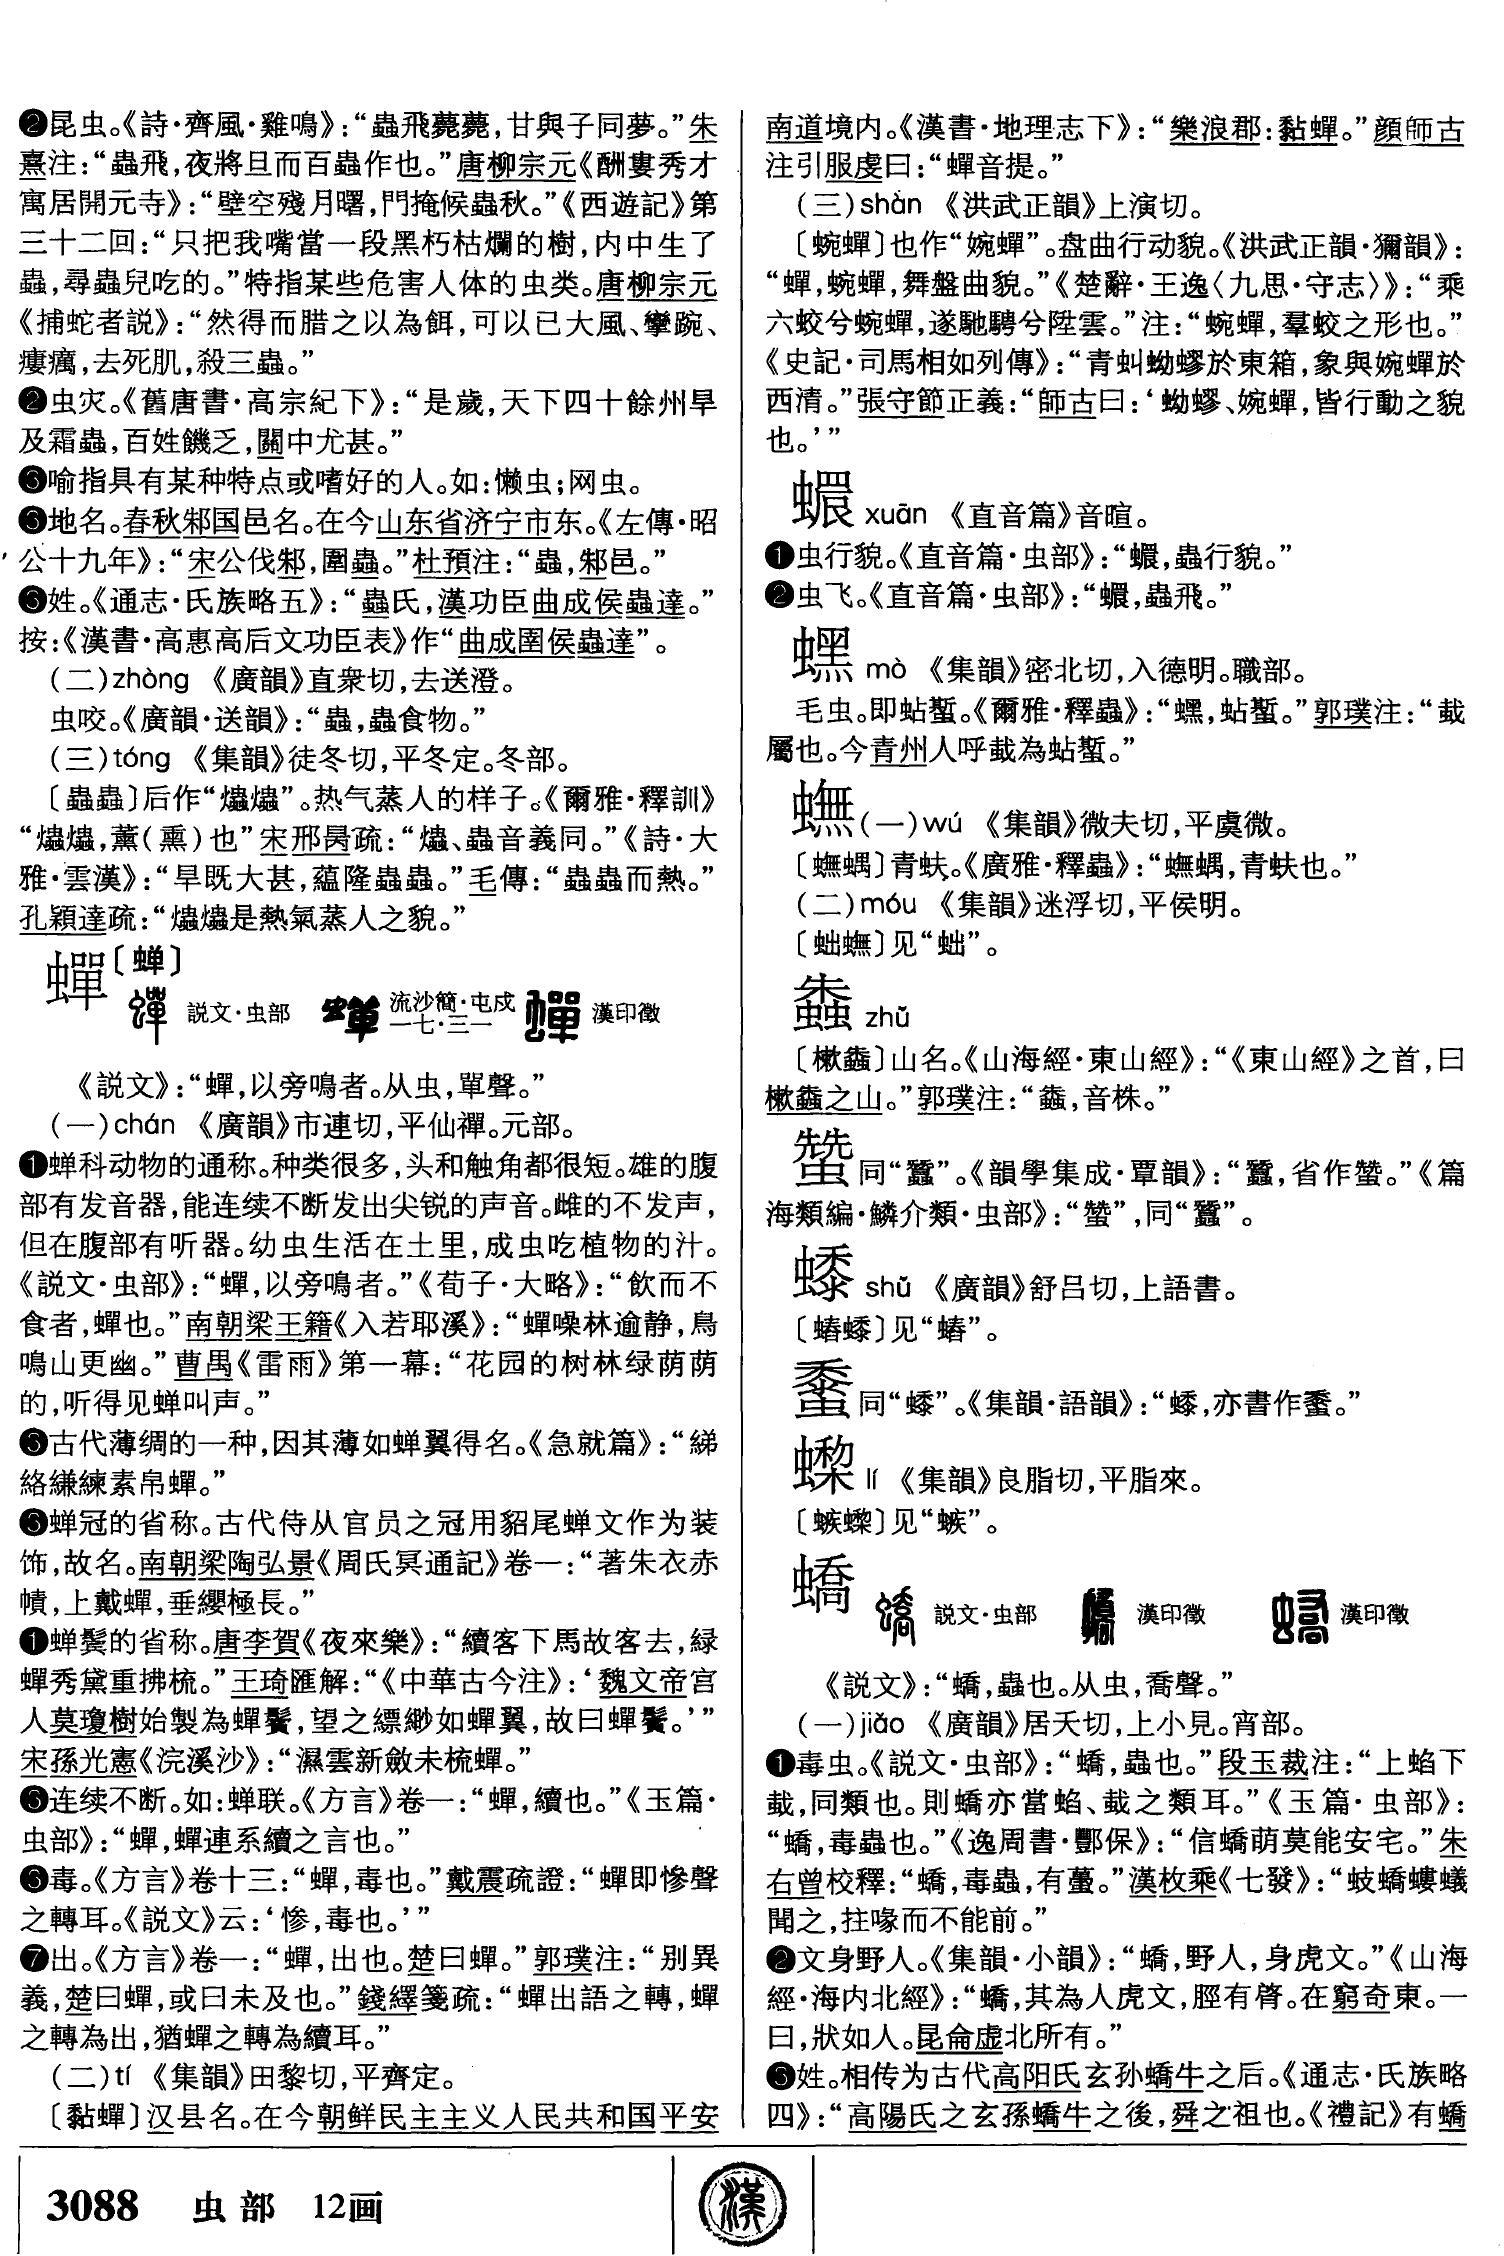 ❷昆虫。《詩·齊風·雞鳴》：“蟲飛薨薨，甘與子同夢。”朱
熹注：“蟲飛，夜將旦而百蟲作也。”唐柳宗元《酬婁秀才
寓居開元寺》：“壁空殘月曙，門掩候蟲秋。”《西遊記》第
三十二回：“只把我嘴當一段黑朽枯爛的樹，内中生了
蟲，尋蟲兒吃的。”特指某些危害人体的虫类。唐柳宗元
《捕蛇者説》：“然得而腊之以為餌，可以已大風、攣踠、
瘻癘，去死肌，殺三蟲。”
❷虫灾。《舊唐書·高宗紀下》：“是歲，天下四十餘州旱
及霜蟲，百姓饑乏，關中尤甚。”
喻指具有某种特点或嗜好的人。如：懒虫；网虫。
地名。春秋邾国邑名。在今山东省济宁市东。《左傳·昭
公十九年》：“宋公伐邾，圍蟲。”杜預注：“蟲，邾邑。”
姓。《通志·氏族略五》：“蟲氏，漢功臣曲成侯蟲達。”
按：《漢書·高惠高后文功臣表》作“曲成圉侯蟲達”。
（二）zhòng 《廣韻》直衆切，去送澄。
虫咬。《廣韻·送韻》：“蟲，蟲食物。”
（三）tóng 《集韻》徒冬切，平冬定。冬部。
〔蟲蟲〕后作“爞爞”。热气蒸人的样子。《爾雅·釋訓》
“爞爞，薰（熏）也”宋邢昺疏：“爞、蟲音義同。”《詩·大
雅·雲漢》：“旱既大甚，藴隆蟲蟲。”毛傳：“蟲蟲而熱。”
孔穎達疏：“爞爞是熱氣蒸人之貌。”
蟬〔蝉〕
説文·虫部 流沙簡·屯戍一七·三一 漢印徵
《説文》：“蟬，以旁鳴者。从虫，單聲。”
（一）chán 《廣韻》市連切，平仙禪。元部。
❶蝉科动物的通称。种类很多，头和触角都很短。雄的腹
部有发音器，能连续不断发出尖锐的声音。雌的不发声，
但在腹部有听器。幼虫生活在土里，成虫吃植物的汁。
《説文·虫部》：“蟬，以旁鳴者。”《荀子·大略》：“飲而不
食者，蟬也。”南朝梁王籍《入若耶溪》：“蟬噪林逾静，鳥
鳴山更幽。”曹禺《雷雨》第一幕：“花园的树林绿荫荫
的，听得见蝉叫声。”
古代薄绸的一种，因其薄如蝉翼得名。《急就篇》：“綈
絡縑練素帛蟬。”
蝉冠的省称。古代侍从官员之冠用貂尾蝉文作为装
饰，故名。南朝梁陶弘景《周氏冥通記》卷一：“著朱衣赤
幘，上戴蟬，垂纓極長。”
❶蝉鬓的省称。唐李賀《夜來樂》：“續客下馬故客去，緑
蟬秀黛重拂梳。”王琦匯解：“《中華古今注》：‘魏文帝宫
人莫瓊樹始製為蟬鬢，望之縹緲如蟬翼，故曰蟬鬢。’”
宋孫光憲《浣溪沙》：“濕雲新斂未梳蟬。”
连续不断。如：蝉联。《方言》卷一：“蟬，續也。”《玉篇·
虫部》：“蟬，蟬連系續之言也。”
毒。《方言》卷十三：“蟬，毒也。”戴震疏證：“蟬即慘聲
之轉耳。《説文》云：‘慘，毒也。’”
❼出。《方言》卷一：“蟬，出也。楚曰蟬。”郭璞注：“别異
義，楚曰蟬，或曰未及也。”錢繹箋疏：“蟬出語之轉，蟬
之轉為出，猶蟬之轉為續耳。”
（二）tí 《集韻》田黎切，平齊定。
〔黏蟬〕汉县名。在今朝鲜民主主义人民共和国平安
南道境内。《漢書·地理志下》：“樂浪郡：黏蟬。”顔師古
注引服虔曰：“蟬音提。”
（三）shàn 《洪武正韻》上演切。
〔蜿蟬〕也作“婉蟬”。盘曲行动貌。《洪武正韻·獮韻》：
“蟬，蜿蟬，舞盤曲貌。”《楚辭·王逸〈九思·守志〉》：“乘
六蛟兮蜿蟬，遂馳騁兮陞雲。”注：“蜿蟬，羣蛟之形也。”
《史記·司馬相如列傳》：“青虯蚴蟉於東箱，象輿婉蟬於
西清。”張守節正義：“師古曰：‘蚴蟉、婉蟬，皆行動之貌
也。’”
xuān 《直音篇》音暄。
❶虫行貌。《直音篇·虫部》：“，蟲行貌。”
❷虫飞。《直音篇·虫部》：“，蟲飛。”
蟔 mò 《集韻》密北切，入德明。職部。
毛虫。即蛅蟴。《爾雅·釋蟲》：“蟔，蛅蟴。”郭璞注：“蛓
屬也。今青州人呼蛓為蛅蟴。”
蟱（一）wú 《集韻》微夫切，平虞微。
〔蟱蝺〕青蚨。《廣雅·釋蟲》：“蟱蝺，青蚨也。”
（二）móu 《集韻》迷浮切，平侯明。
〔蚍蟱〕见“蚍”。
蠢 zhū
〔樕䗝〕山名。《山海經·東山經》：“《東山經》之首，曰
樕䗝之山。”郭璞注：“䗝，音株。”
同“蠶”。《韻學集成·覃韻》：“蠶，省作蝅。”《篇
海類編·鱗介類·虫部》：“蝅”，同“蠶”。
shǔ 《廣韻》舒吕切，上語書。
〔蝽〕见“蝽”。
同“”。《集韻·語韻》：“，亦書作。”
lí 《集韻》良脂切，平脂來。
〔〕见“”。
蟜
説文·虫部 漢印徵 漢印徵
《説文》：“蟜，蟲也。从虫，喬聲。”
（一）jiǎo 《廣韻》居夭切，上小見。宵部。
❶毒虫。《説文·虫部》：“蟜，蟲也。”段玉裁注：“上蜭下
蛓，同類也。則蟜亦當蜭、蛓之類耳。”《玉篇·虫部》：
“蟜，毒蟲也。”《逸周書·酆保》：“信蟜萌莫能安宅。”朱
右曾校釋：“蟜，毒蟲，有蠆。”漢枚乘《七發》：“蚑蟜螻蟻
聞之，拄喙而不能前。”
❷文身野人。《集韻·小韻》：“蟜，野人，身虎文。”《山海
經·海内北經》：“蟜，其為人虎文，脛有䏿。在窮奇東。一
曰，狀如人。昆侖虚北所有。”
姓。相传为古代高阳氏玄孙蟜牛之后。《通志·氏族略
四》：“高陽氏之玄孫蟜牛之後，舜之祖也。《禮記》有蟜
3088 虫部 12画
漢